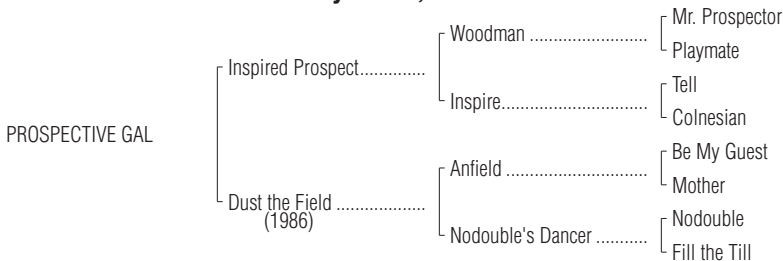 Mr. Prospector
Woodman ............................
Playmate
Inspired Prospect..............
Tell
Inspire...................................
Colnesian
PROSPECTIVE GAL
Be My Guest
Anfield ..................................
Mother
Dust the Field .....................
(1986)
Nodouble
Nodouble's Dancer ............
Fill the Till